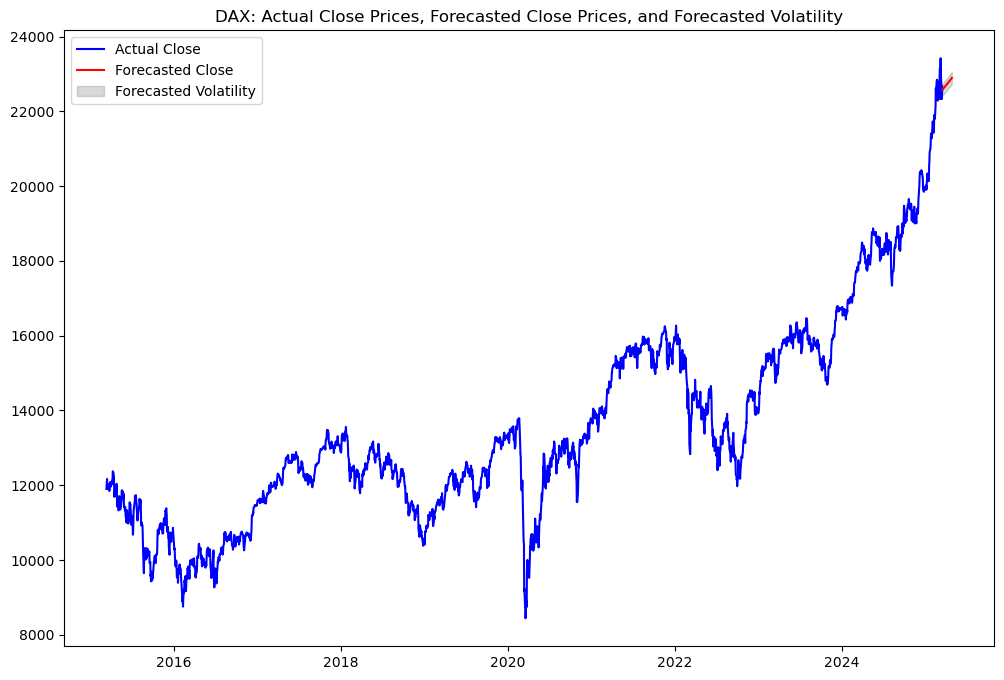 DAX: Actual Close Prices, Forecasted Close Prices, and Forecasted Volatility
24000
Actual Close
Forecasted Close
Forecasted Volatility
22000
20000
18000
16000
14000
12000
10000
8000
2016 2018 2020 2022 2024